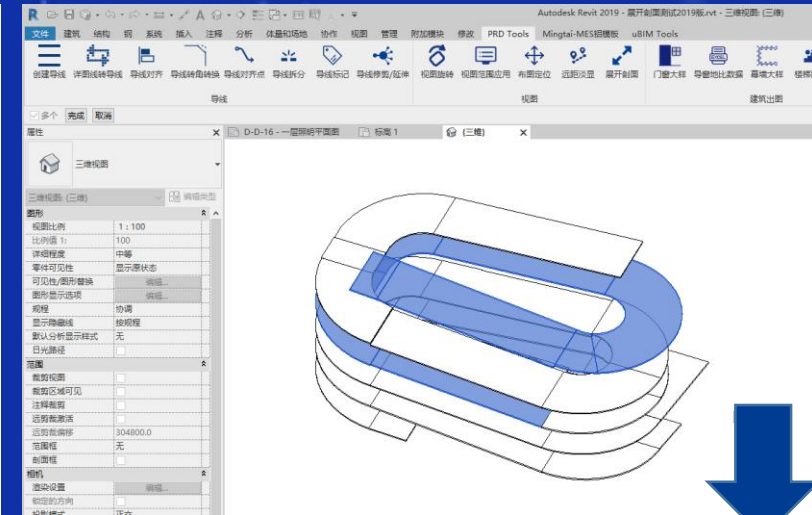 Autodesk Revit 2019 - 展开剖面测试2019版.rvt - 三维视图: {三维}
文件 建筑 结构 钢 系统 插入 注释 分析 体量和场地 协作 视图 管理 附加模块 修改 PRD Tools Mingtai-MES铝模板 uBIM Tools
创建导线 详图线转导线 导线对齐 导线转角转换 导线对齐点 导线拆分 导线标记 导线修剪/延伸 视图旋转 视图范围应用 布图定位 远距淡显 展开剖面 门窗大样 导窗地比数据 幕墙大样
导线 视图 建筑出图
多个 完成 取消
属性 D-D-16 - 一层照明平面图 标高 1 {三维}
三维视图
三维视图: {三维} 编辑类型
图形
视图比例 1 : 100
比例值 1: 100
详细程度 中等
零件可见性 显示原状态
可见性/图形替换 编辑...
图形显示选项 编辑...
规程 协调
显示隐藏线 按规程
默认分析显示样式 无
日光路径
范围
裁剪视图
裁剪区域可见
注释裁剪
远剪裁激活
远剪裁偏移 304800.0
范围框 无
剖面框
相机
渲染设置 编辑...
锁定的方向
投影模式 正交